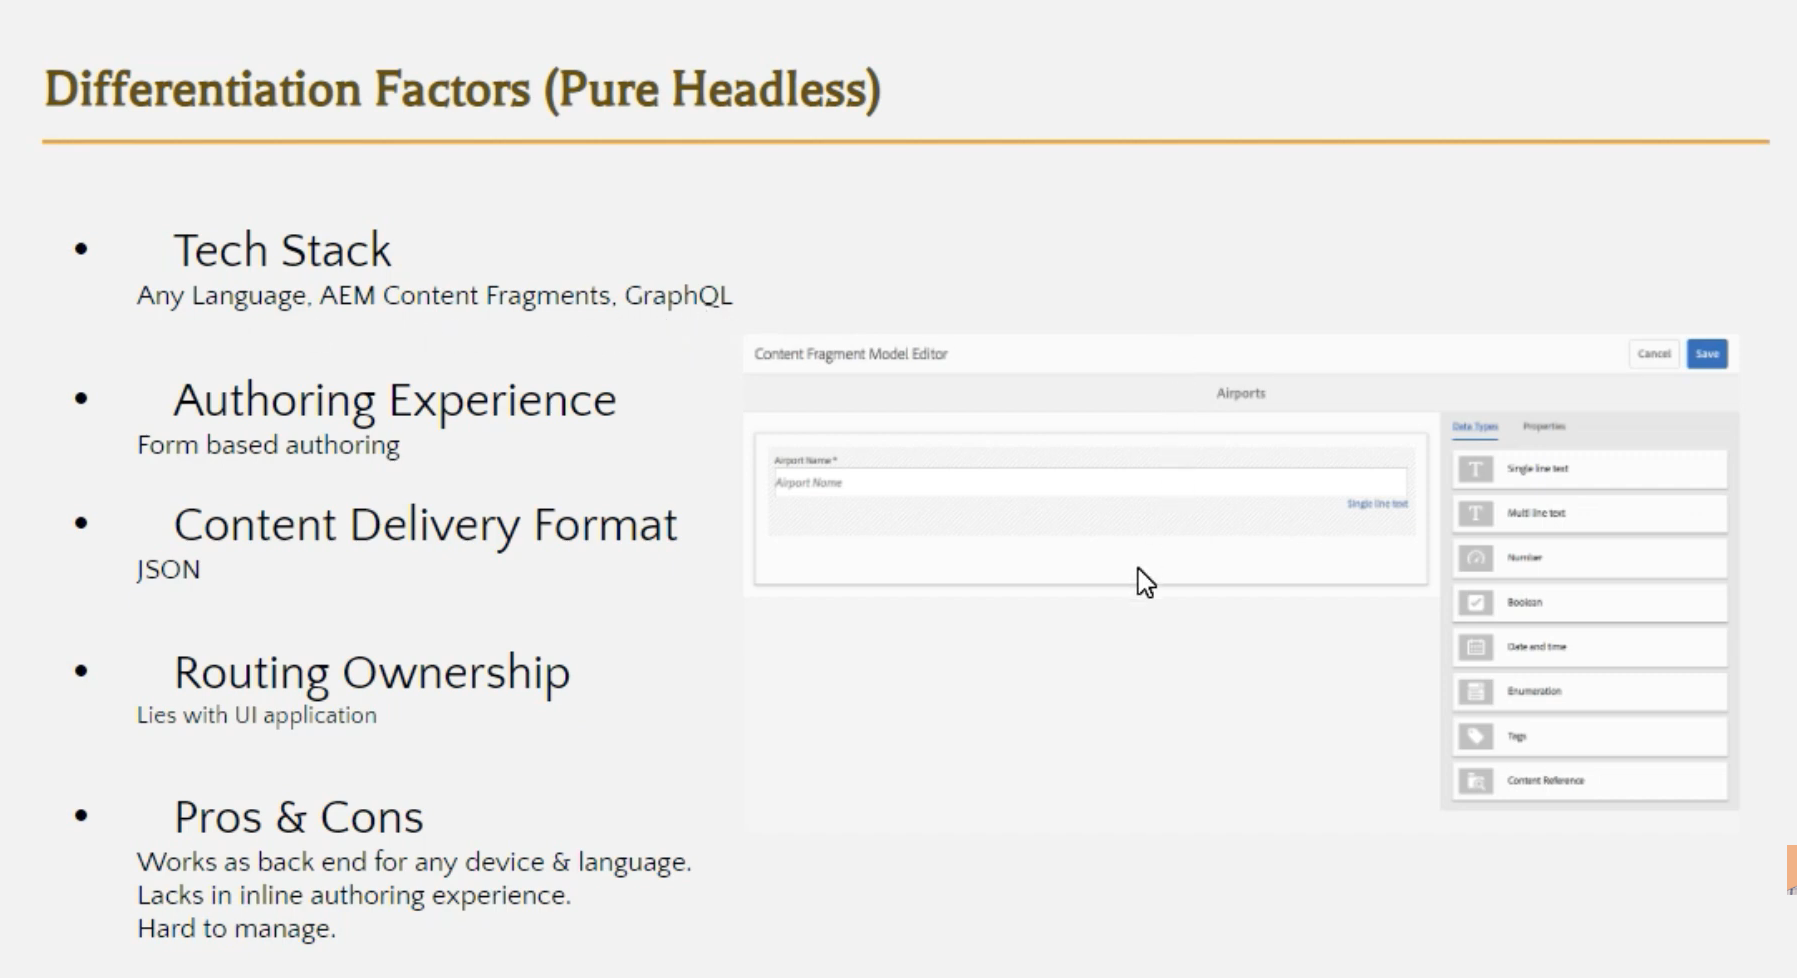 Differentiation Factors (Pure Headless)
• Tech Stack
Any Language, AEM Content Fragments, GraphQL
• Authoring Experience
Form based authoring
• Content Delivery Format
JSON
• Routing Ownership
Lies with UI application
• Pros & Cons
Works as back end for any device & language.
Lacks in inline authoring experience.
Hard to manage.
Content Fragment Model Editor
Cancel
Save
Airports
Airport Name *
Airport Name
Single line text
Data Types
Properties
Single line text
Multi line text
Number
Boolean
Date and time
Enumeration
Tags
Content Reference